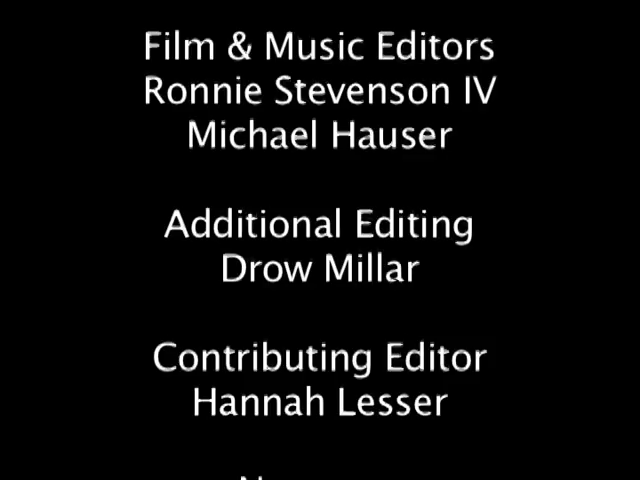 Film & Music Editors
Ronnie Stevenson IV
Michael Hauser
Additional Editing
Drow Millar
Contributing Editor
Hannah Lesser